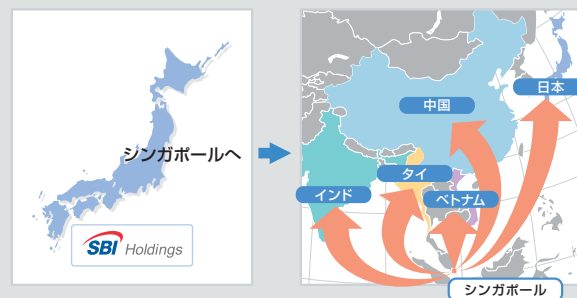 シンガポールへ
SBI Holdings
日本
中国
タイ
インド
ベトナム
シンガポール